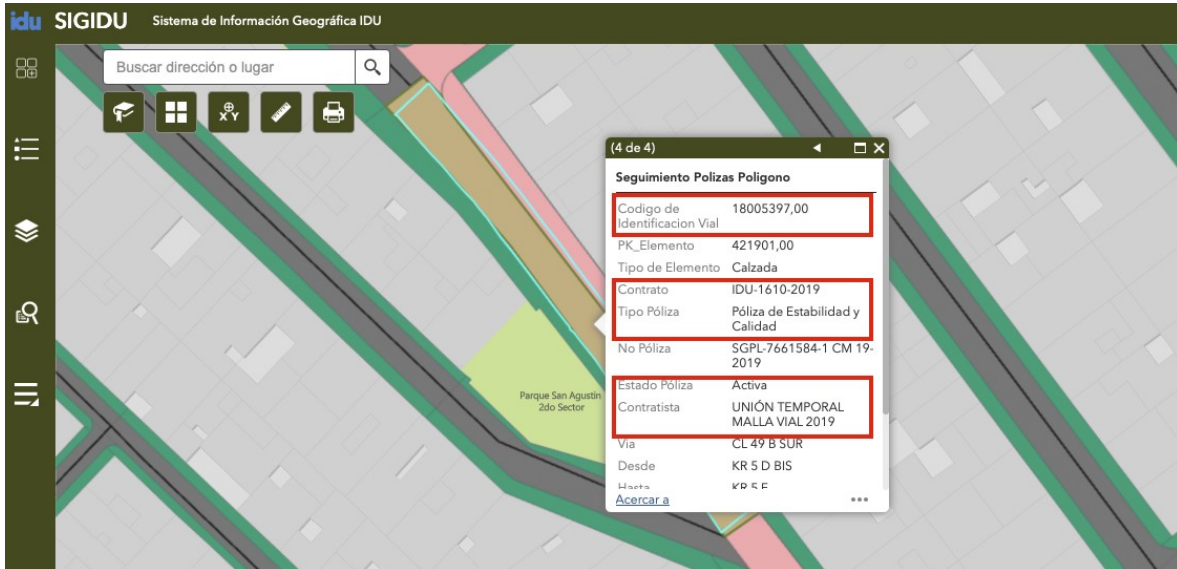 idu SIGIDU Sistema de Información Geográfica IDU
Buscar dirección o lugar
X Y
(4 de 4)
Seguimiento Polizas Poligono
Codigo de Identificacion Vial 18005397,00
PK_Elemento 421901,00
Tipo de Elemento Calzada
Contrato IDU-1610-2019
Tipo Póliza Póliza de Estabilidad y
Calidad
No Póliza SGPL-7661584-1 CM 19-
2019
Estado Póliza Activa
Contratista UNIÓN TEMPORAL
MALLA VIAL 2019
Via CL 49 B SUR
Desde KR 5 D BIS
Hasta KR 5 F
Acercar a
Parque San Agustin
2do Sector